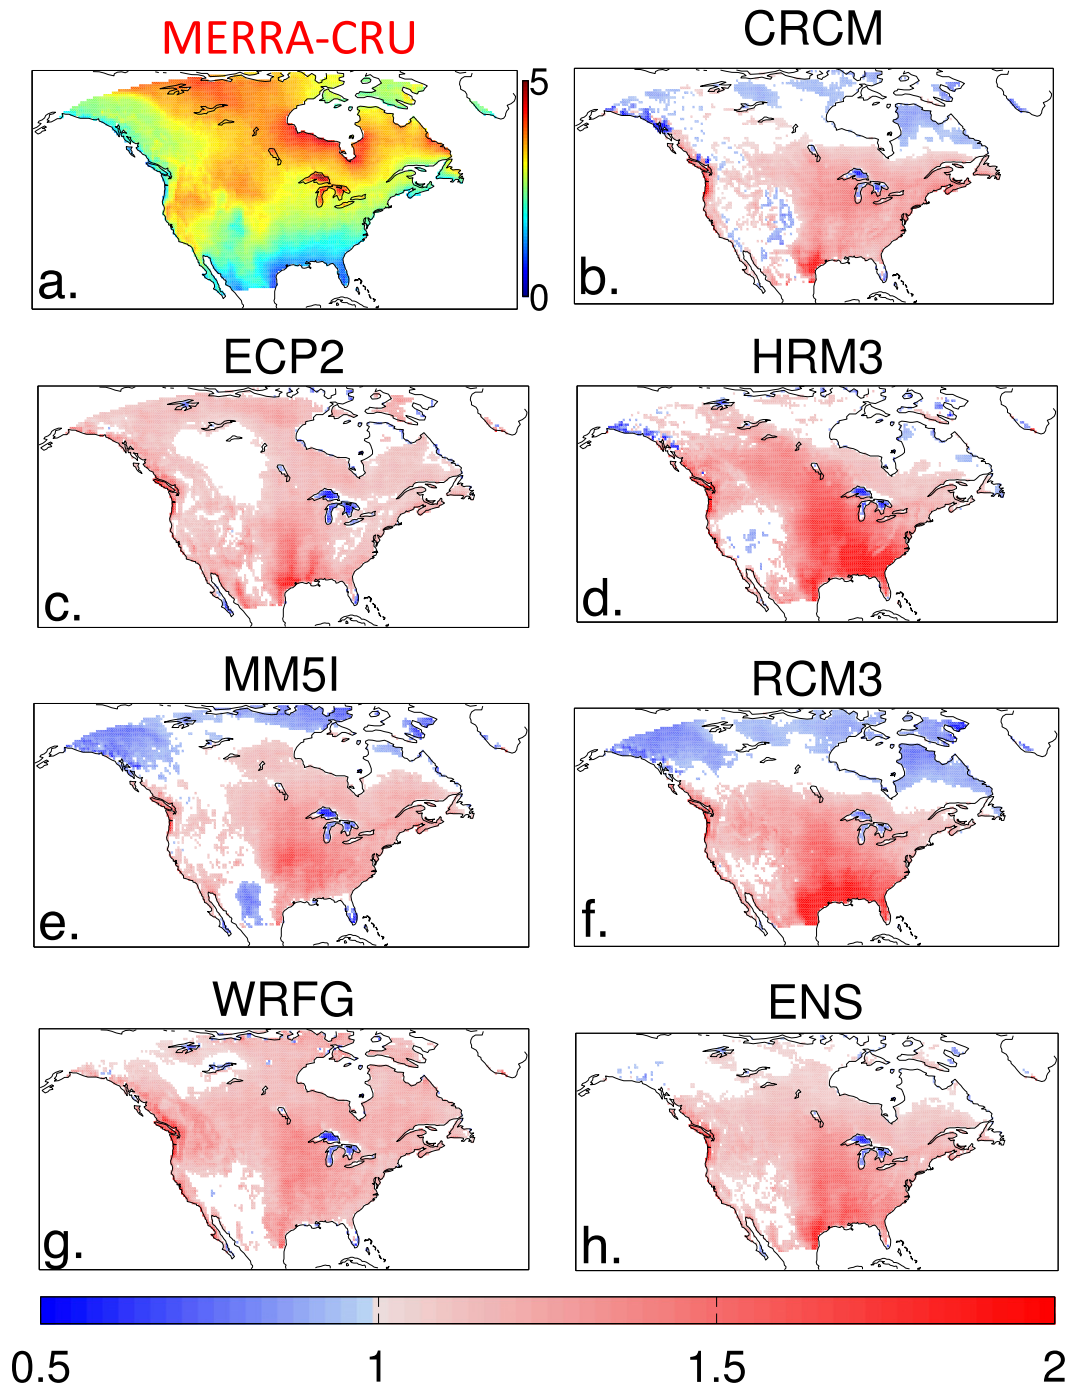 MERRA-CRU
CRCM
5
0
a.
b.
ECP2
HRM3
c.
d.
MM5I
RCM3
e.
f.
WRFG
ENS
g.
h.
0.5 1 1.5 2